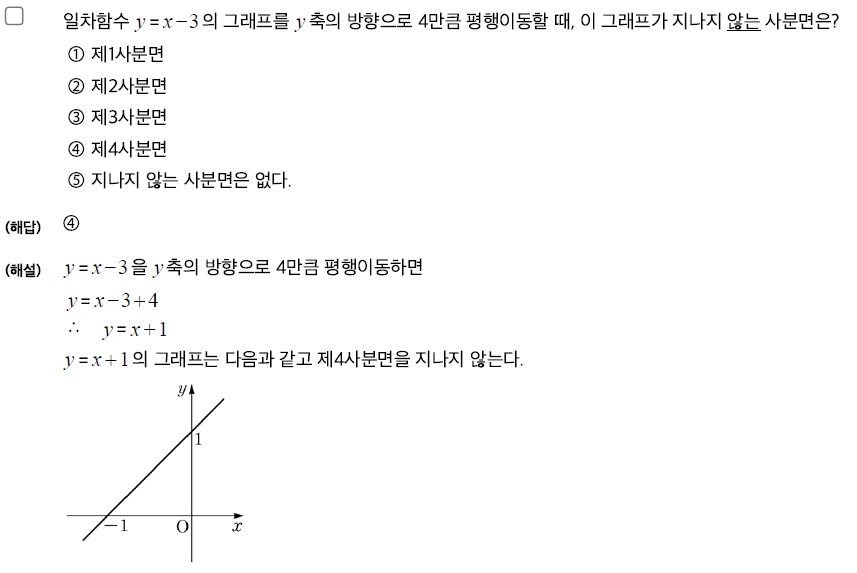 일차함수 y=x-3의 그래프를 y축의 방향으로 4만큼 평행이동할 때, 이 그래프가 지나지 않는 사분면은?
① 제1사분면
② 제2사분면
③ 제3사분면
④ 제4사분면
⑤ 지나지 않는 사분면은 없다.
(해답) ④
(해설) y=x-3을 y축의 방향으로 4만큼 평행이동하면
y=x-3+4
∴ y=x+1
y=x+1의 그래프는 다음과 같고 제4사분면을 지나지 않는다.
y
1
-1 O x